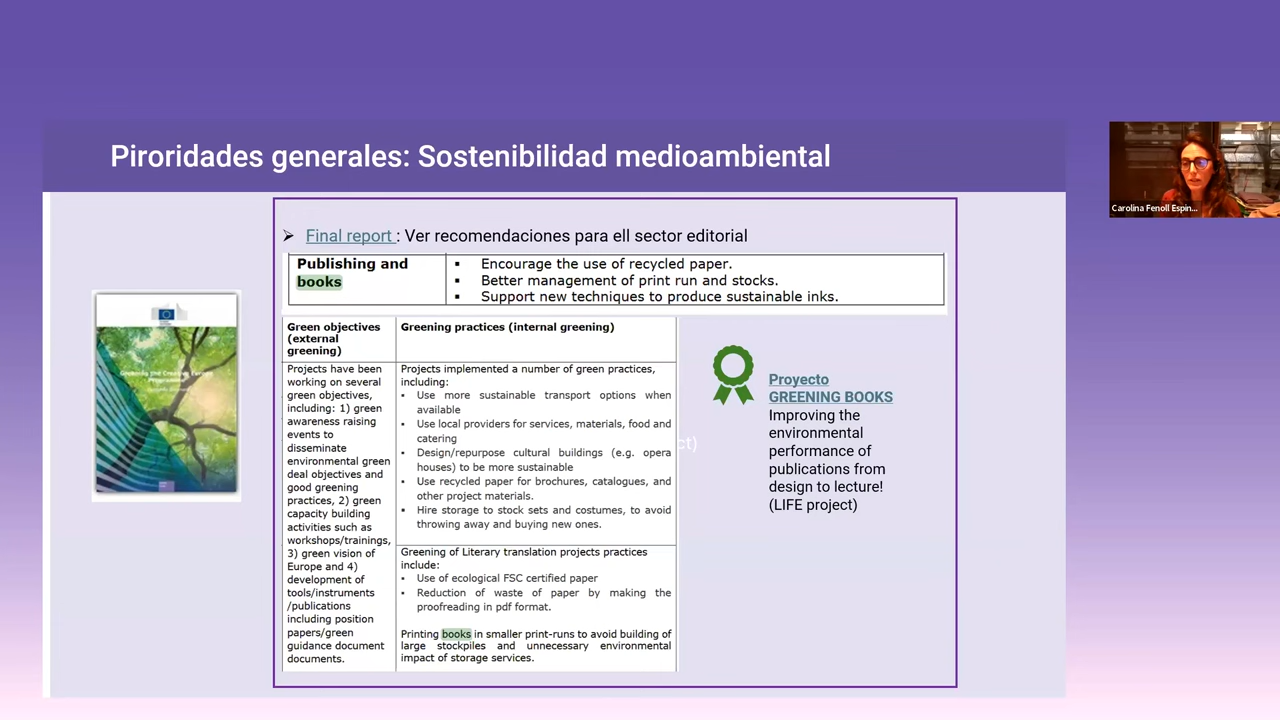 Piroridades generales: Sostenibilidad medioambiental
Carolina Fenoll Espin...
➢ Final report : Ver recomendaciones para ell sector editorial
Publishing and
books
▪ Encourage the use of recycled paper.
▪ Better management of print run and stocks.
▪ Support new techniques to produce sustainable inks.
Greening the Creative Europe
Programme
Green objectives
(external
greening)
Projects have been
working on several
green objectives,
including: 1) green
awareness raising
events to
disseminate
environmental green
deal objectives and
good greening
practices, 2) green
capacity building
activities such as
workshops/trainings,
3) green vision of
Europe and 4)
development of
tools/instruments
/publications
including position
papers/green
guidance document
documents.
Greening practices (internal greening)
Projects implemented a number of green practices,
including:
▪ Use more sustainable transport options when
available
▪ Use local providers for services, materials, food and
catering
▪ Design/repurpose cultural buildings (e.g. opera
houses) to be more sustainable
▪ Use recycled paper for brochures, catalogues, and
other project materials.
▪ Hire storage to stock sets and costumes, to avoid
throwing away and buying new ones.
Greening of Literary translation projects practices
include:
▪ Use of ecological FSC certified paper
▪ Reduction of waste of paper by making the
proofreading in pdf format.
Printing books in smaller print-runs to avoid building of
large stockpiles and unnecessary environmental
impact of storage services.
ct)
Proyecto
GREENING BOOKS
Improving the
environmental
performance of
publications from
design to lecture!
(LIFE project)